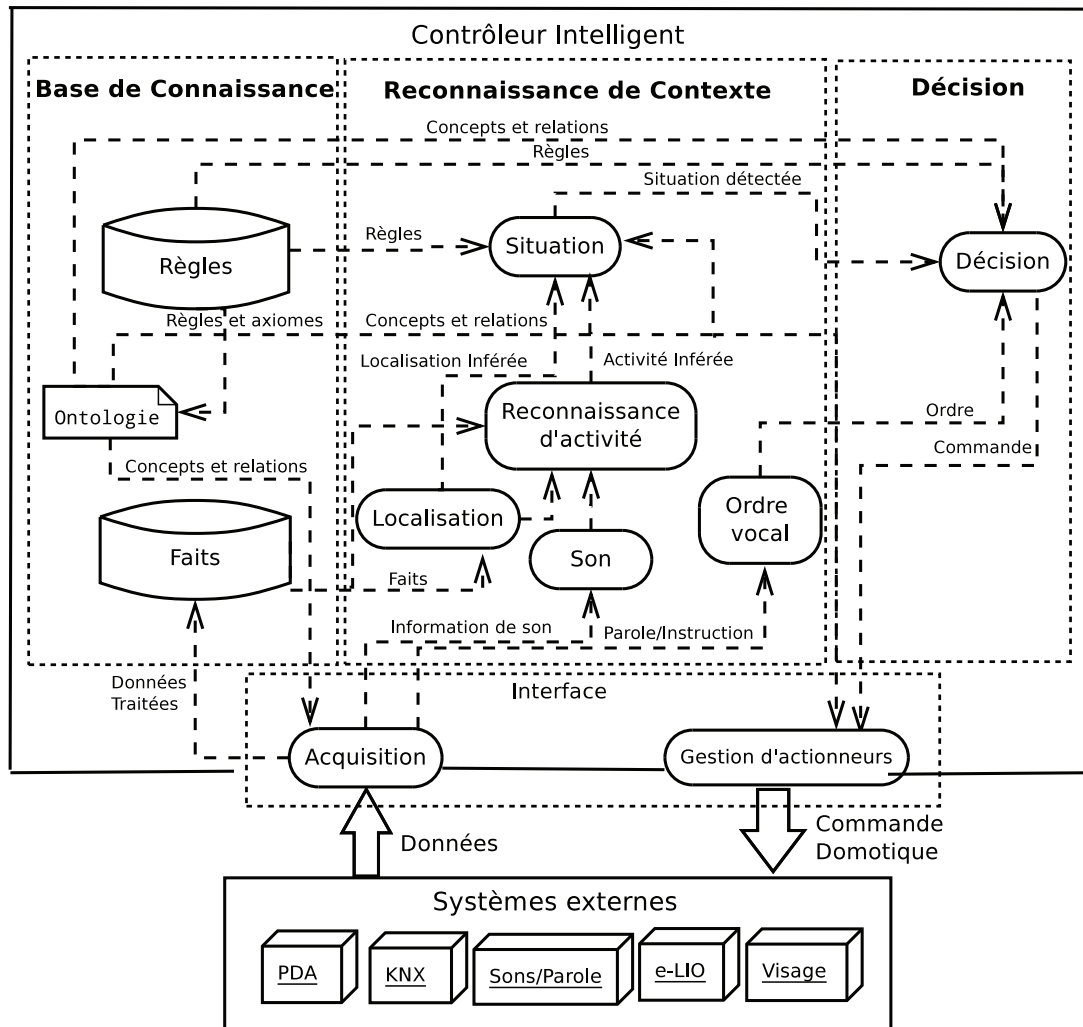 Contrôleur Intelligent
Base de Connaissance
Reconnaissance de Contexte
Décision
Concepts et relations
Règles
Situation détectée
Règles
Règles
Situation
Décision
Règles et axiomes
Concepts et relations
Localisation Inférée
Activité Inférée
Ontologie
Reconnaissance
d'activité
Ordre
Commande
Concepts et relations
Localisation
Ordre
vocal
Faits
Son
Faits
Information de son
Parole/Instruction
Données
Traitées
Interface
Acquisition
Gestion d'actionneurs
Données
Commande
Domotique
Systèmes externes
PDA
KNX
Sons/Parole
e-LIO
Visage